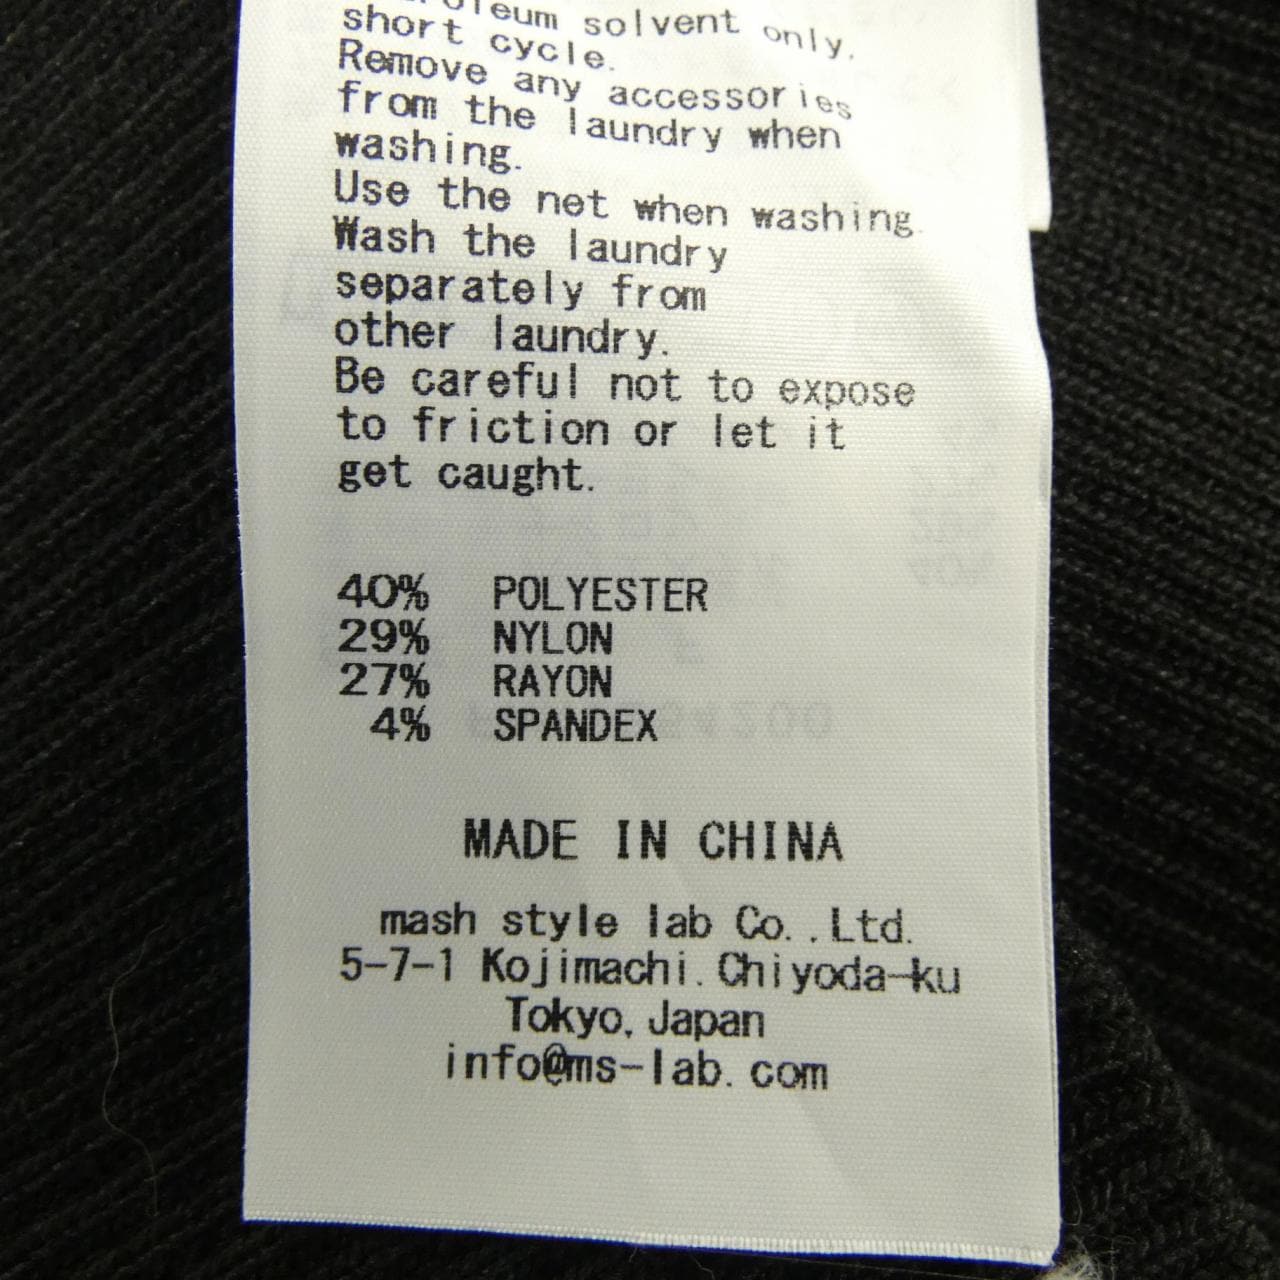 solvent only,
short cycle.
Remove any accessories
from the laundry when
washing.
Use the net when washing.
Wash the laundry
separately from
other laundry.
Be careful not to expose
to friction or let it
get caught.
40% POLYESTER
29% NYLON
27% RAYON
4% SPANDEX
MADE IN CHINA
mash style lab Co.,Ltd.
5-7-1 Kojimachi.Chiyoda-ku
Tokyo,Japan
info@ms-lab.com